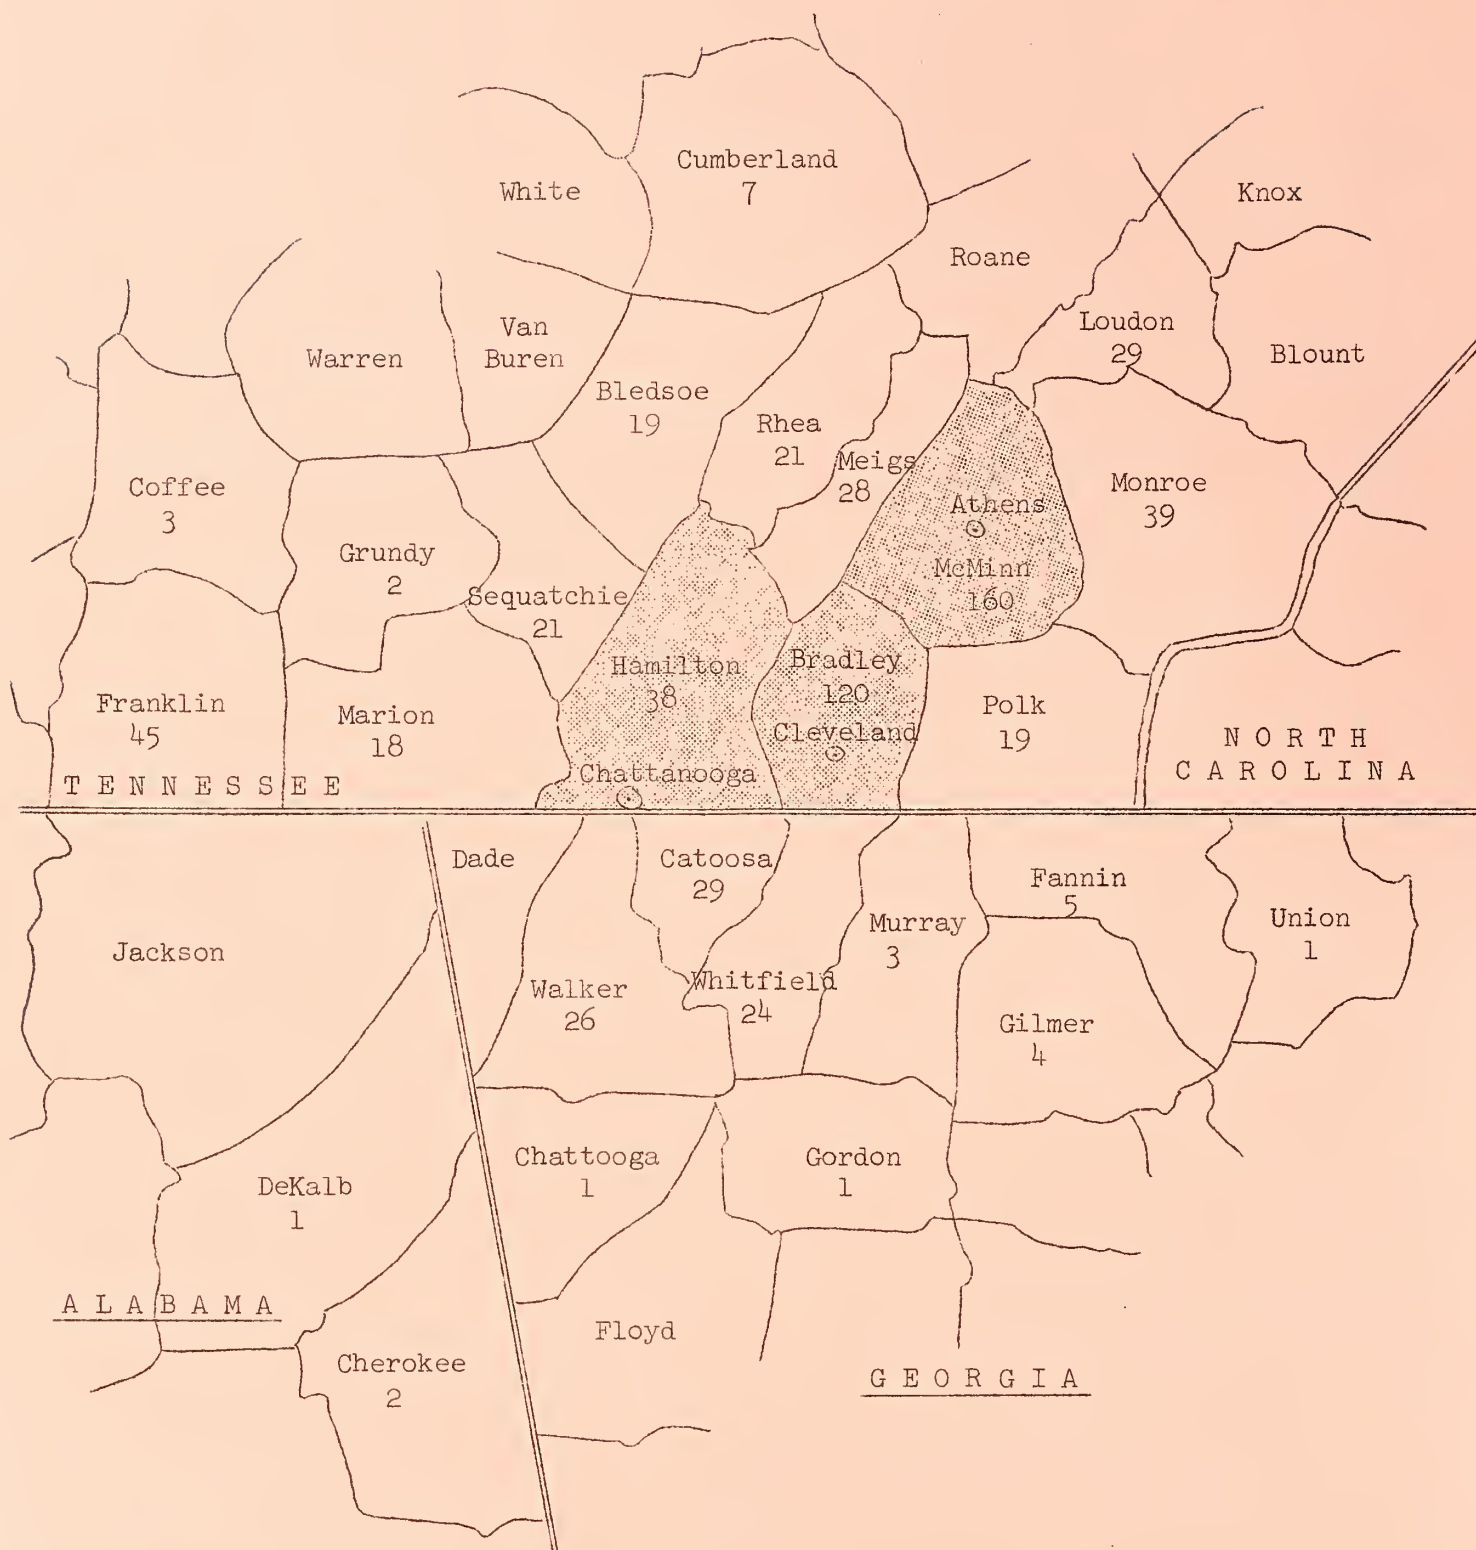 Cumberland
7
White
Knox
Roane
Van
Buren
Warren
Loudon
29
Blount
Bledsoe
19
Rhea
21
Meigs
28
Coffee
3
Athens
Monroe
39
Grundy
2
McMinn
160
Sequatchie
21
Hamilton
38
Bradley
120
Franklin
45
Marion
18
Cleveland
Polk
19
Chattanooga
TENNESSEE
NORTH
CAROLINA
Dade
Catoosa
29
Fannin
5
Jackson
Murray
3
Union
1
Walker
26
Whitfield
24
Gilmer
4
Chattooga
1
Gordon
1
DeKalb
1
ALABAMA
Floyd
Cherokee
2
GEORGIA